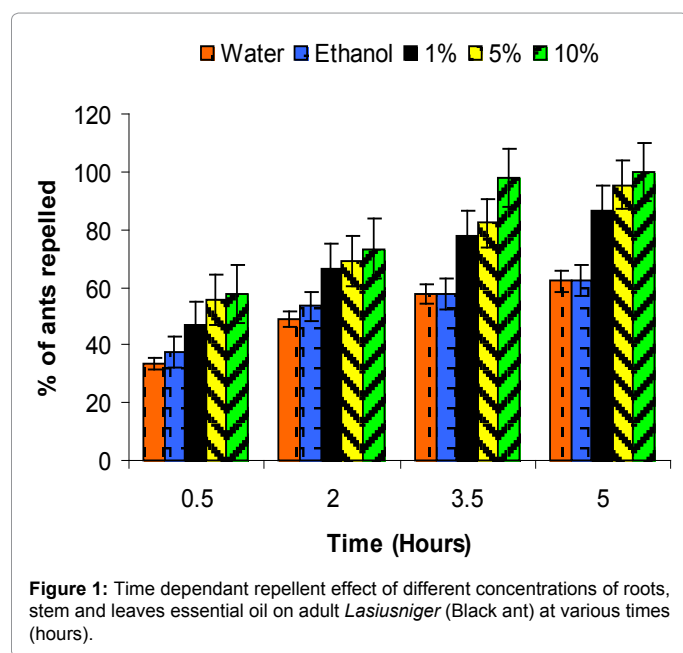 Water Ethanol 1% 5% 10%
120
100
80
60
40
20
0
% of ants repelled
0.5 2 3.5 5
Time (Hours)
Figure 1: Time dependant repellent effect of different concentrations of roots,
stem and leaves essential oil on adult Lasiusniger (Black ant) at various times
(hours).